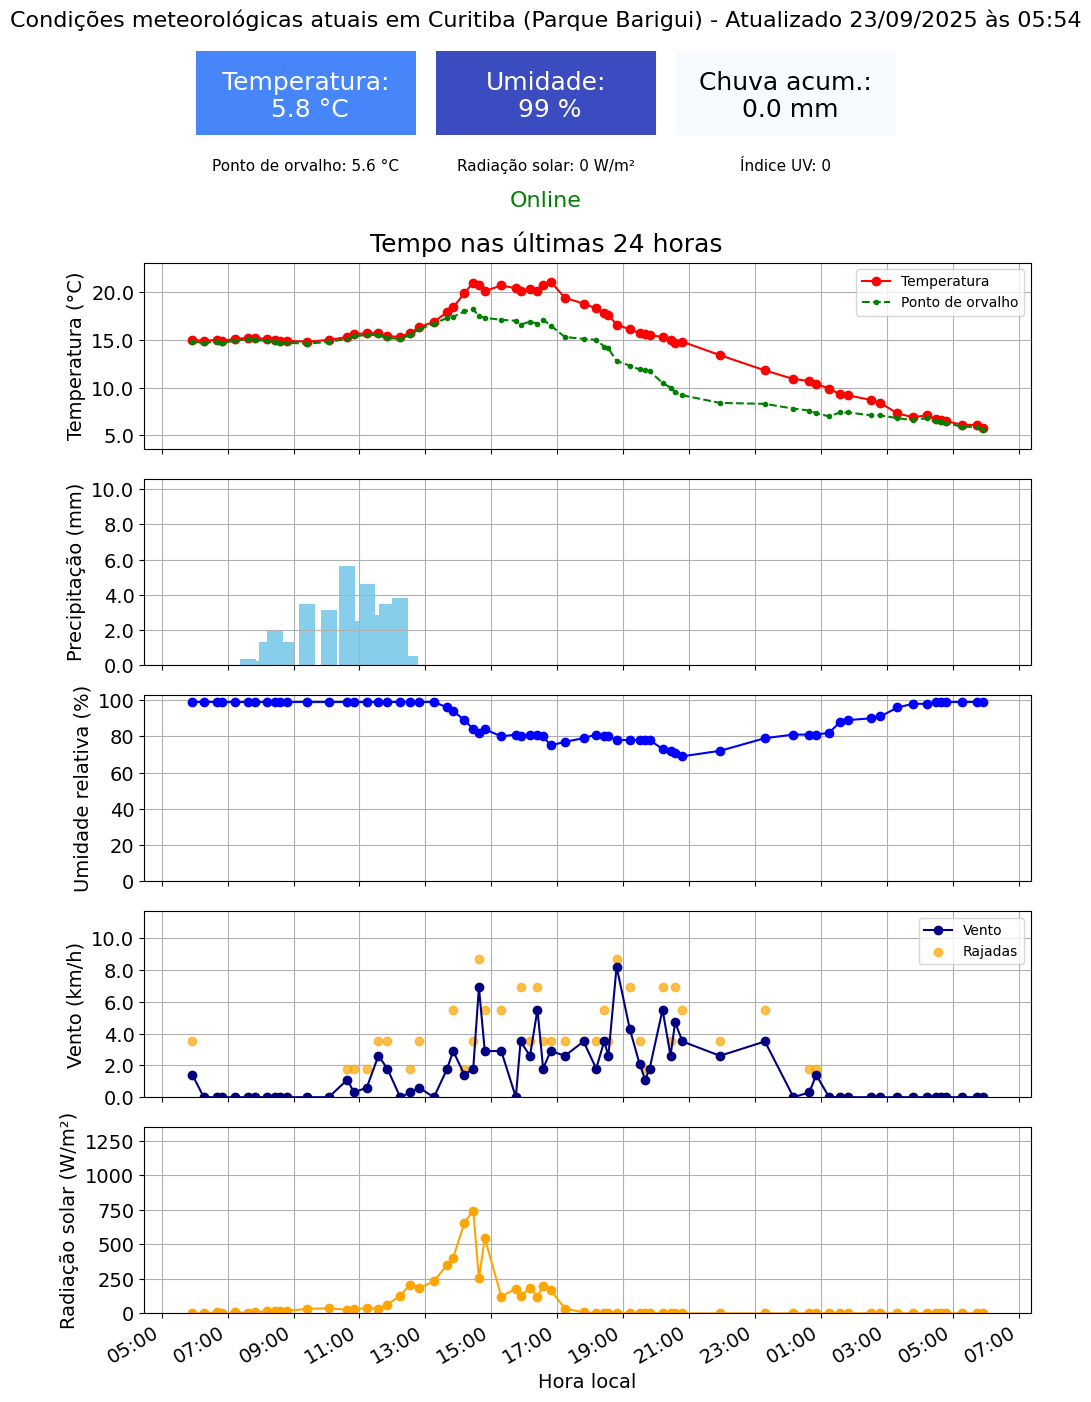 Condições meteorológicas atuais em Curitiba (Parque Barigui) - Atualizado 23/09/2025 às 05:54
Temperatura:
5.8 °C
Umidade:
99 %
Chuva acum.:
0.0 mm
Ponto de orvalho: 5.6 °C
Radiação solar: 0 W/m²
Índice UV: 0
Online
Tempo nas últimas 24 horas
Temperatura (°C)
20.0
15.0
10.0
5.0
Temperatura
Ponto de orvalho
Precipitação (mm)
10.0
8.0
6.0
4.0
2.0
0.0
Umidade relativa (%)
100
80
60
40
20
0
Vento (km/h)
10.0
8.0
6.0
4.0
2.0
0.0
Vento
Rajadas
Radiação solar (W/m²)
1250
1000
750
500
250
0
05:00
07:00
09:00
11:00
13:00
15:00
17:00
19:00
21:00
23:00
01:00
03:00
05:00
07:00
Hora local